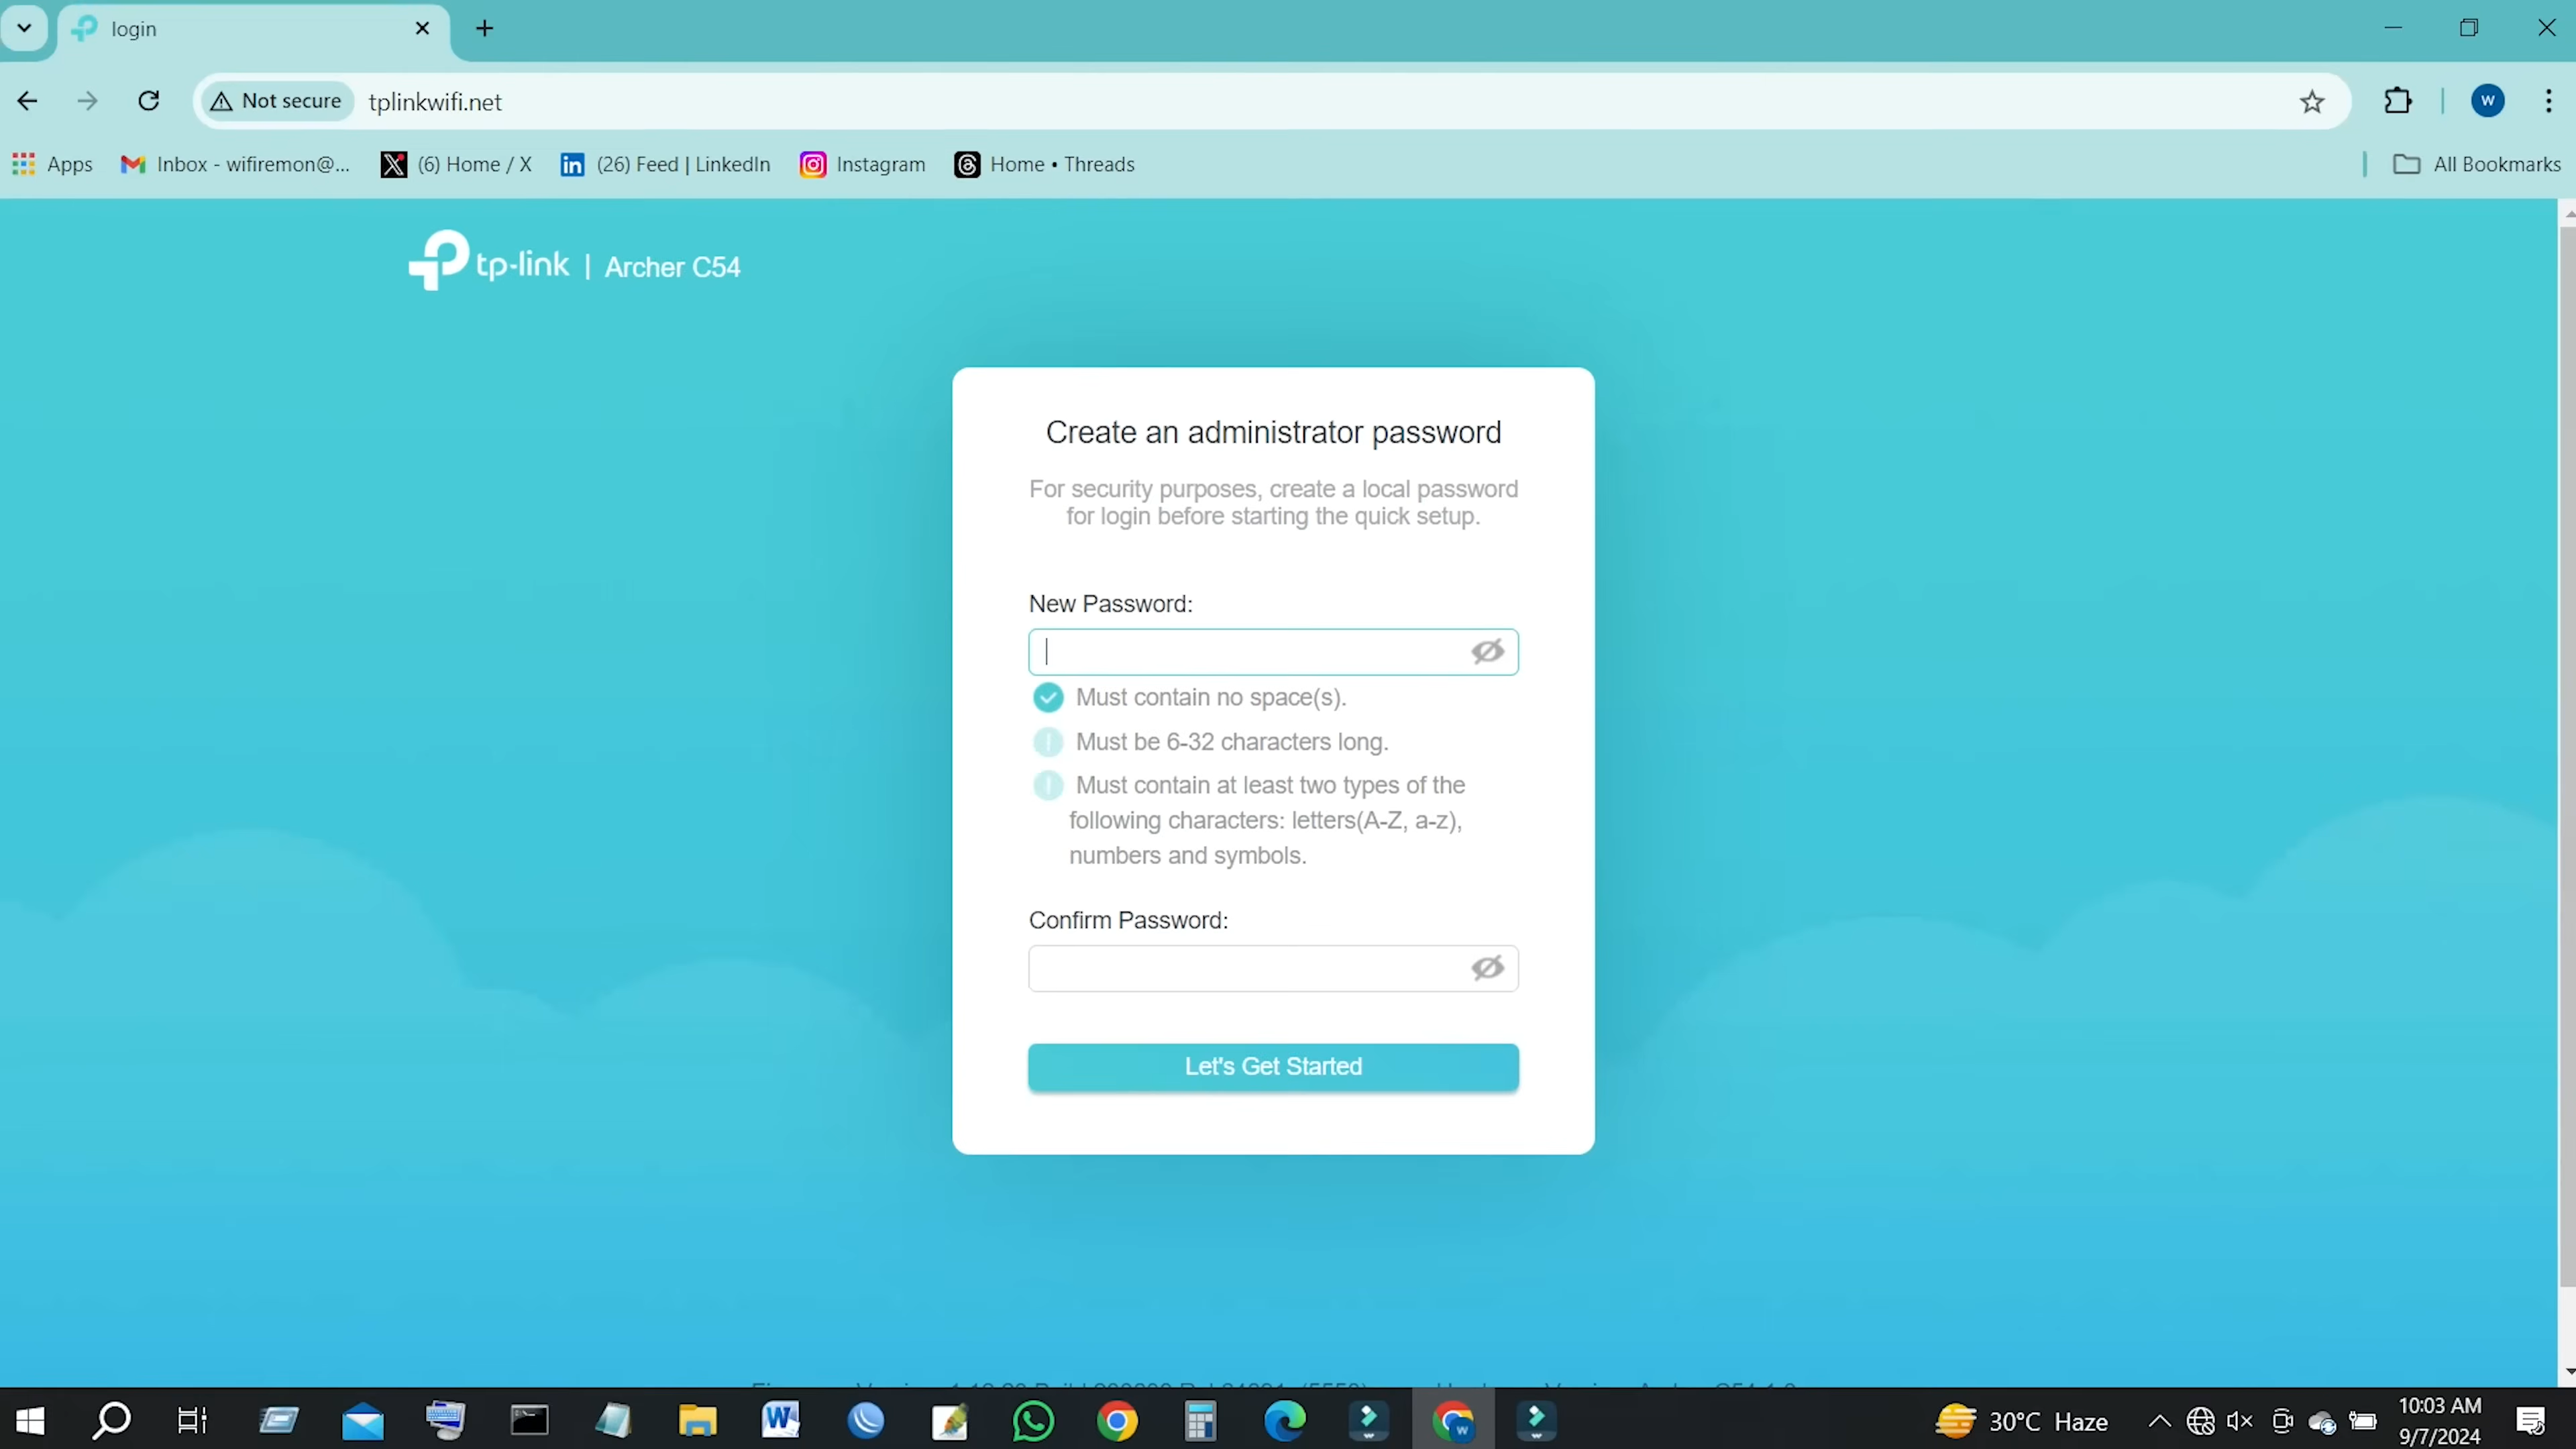 login
Not secure
tplinkwifi.net
Apps
Inbox - wifiremon@...
(6) Home / X
(26) Feed | LinkedIn
Instagram
Home • Threads
All Bookmarks
tp-link | Archer C54
Create an administrator password
For security purposes, create a local password
for login before starting the quick setup.
New Password:
Must contain no space(s).
Must be 6-32 characters long.
Must contain at least two types of the
following characters: letters(A-Z, a-z),
numbers and symbols.
Confirm Password:
Let's Get Started
30°C Haze
10:03 AM
9/7/2024